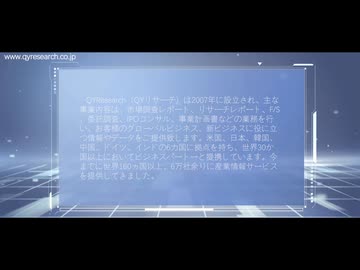 www.qyresearch.co.jp
QYResearch（QYリサーチ）は2007年に設立され、主な
事業内容は、市場調査レポート、リサーチレポート、F/S
、委託調査、IPOコンサル、事業計画書などの業務を行
い、お客様のグローバルビジネス、新ビジネスに役に立
つ情報やデータをご提供致します。米国、日本、韓国、
中国、ドイツ、インドの6カ国に拠点を持ち、世界30か
国以上においてビジネスパートナーと提携しています。今
までに世界160ヵ国以上、6万社余りに産業情報サービス
を提供してきました。